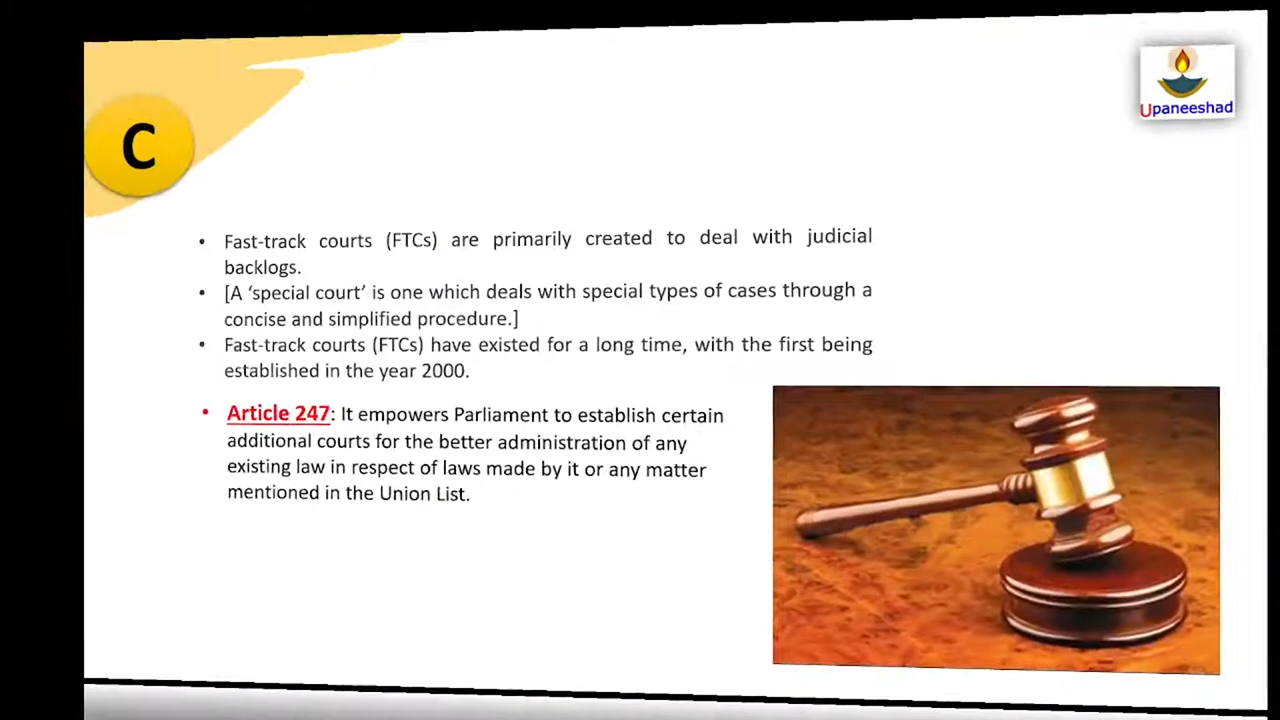 Upaneeshad
C
• Fast-track courts (FTCs) are primarily created to deal with judicial
backlogs.
• [A ‘special court’ is one which deals with special types of cases through a
concise and simplified procedure.]
• Fast-track courts (FTCs) have existed for a long time, with the first being
established in the year 2000.
• Article 247: It empowers Parliament to establish certain
additional courts for the better administration of any
existing law in respect of laws made by it or any matter
mentioned in the Union List.